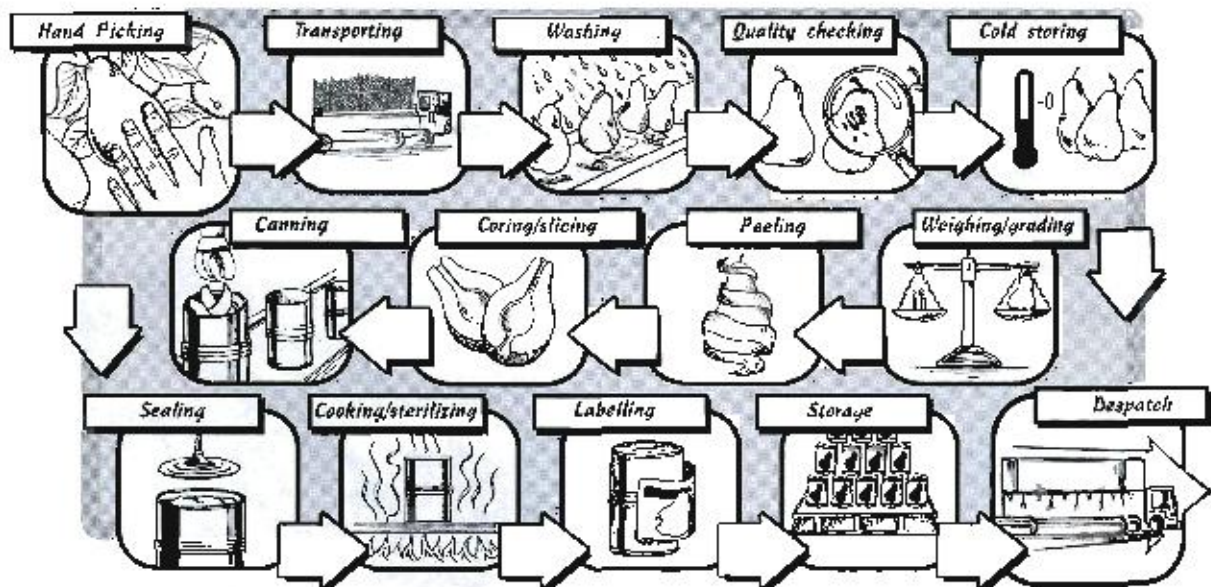 Hand Picking
Transporting
Washing
Quality checking
Cold storing
-0
Weighing/grading
Peeling
Coring/slicing
Canning
Sealing
Cooking/sterilizing
Labelling
Storage
Despatch